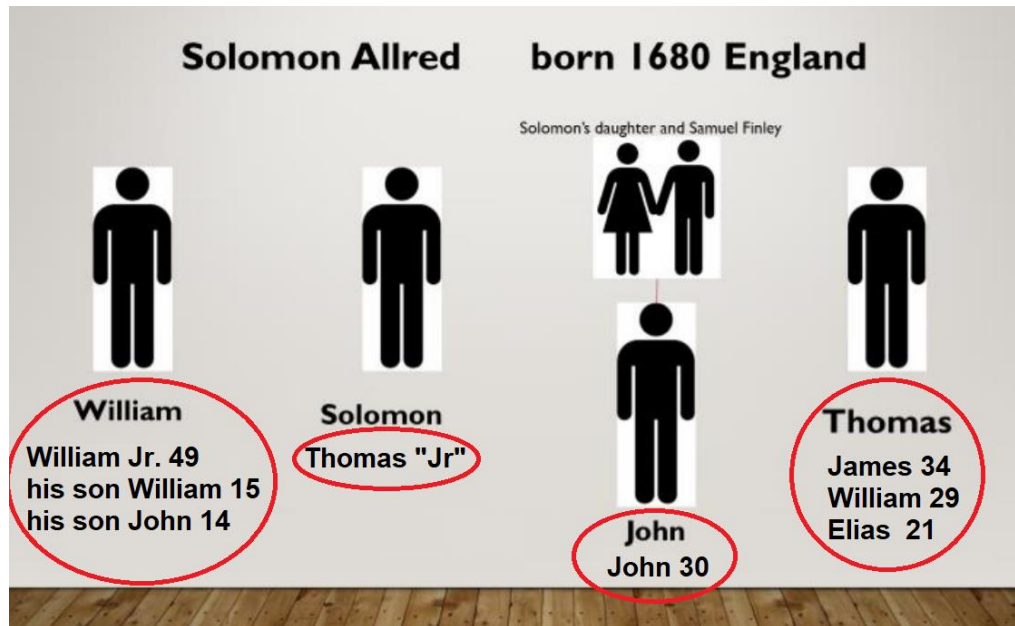 Solomon Allred born 1680 England
Solomon's daughter and Samuel Finley
William
William Jr. 49
his son William 15
his son John 14
Solomon
Thomas "Jr"
John
John 30
Thomas
James 34
William 29
Elias 21